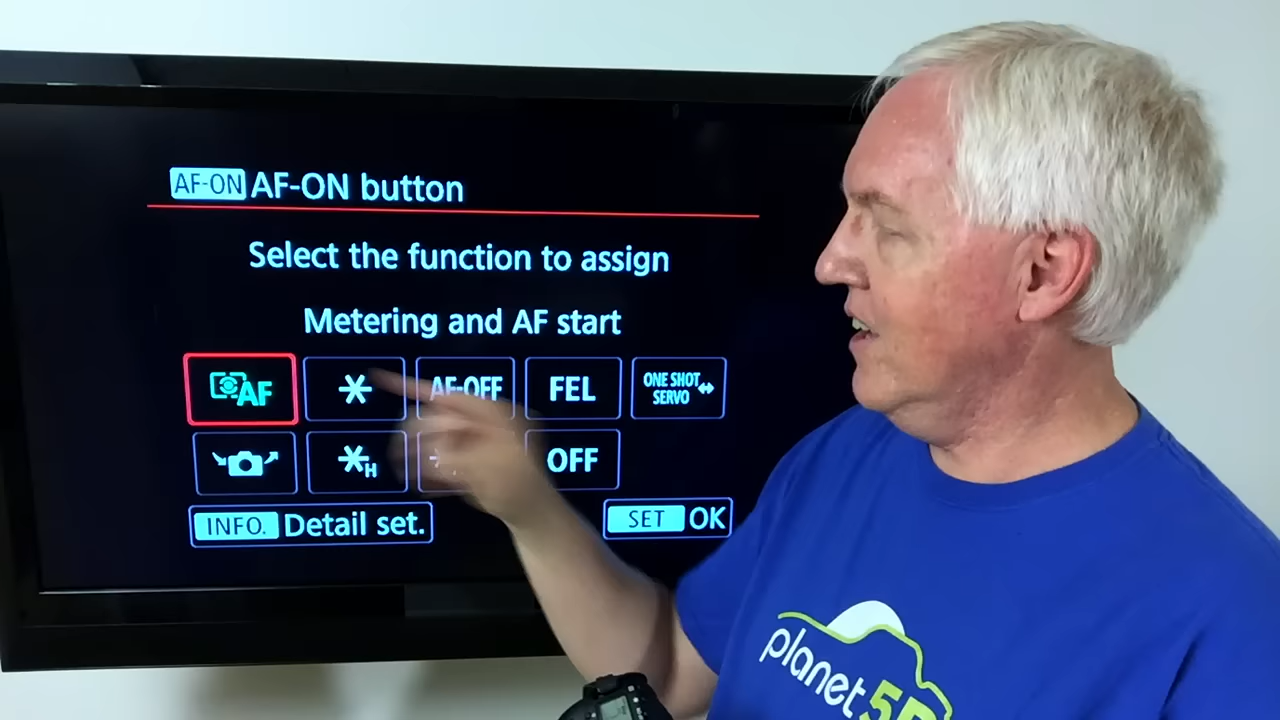 AF-ON AF-ON button
Select the function to assign
Metering and AF start
AF * AF-OFF FEL ONE SHOT SERVO
*H OFF
INFO. Detail set. SET OK
planet5D